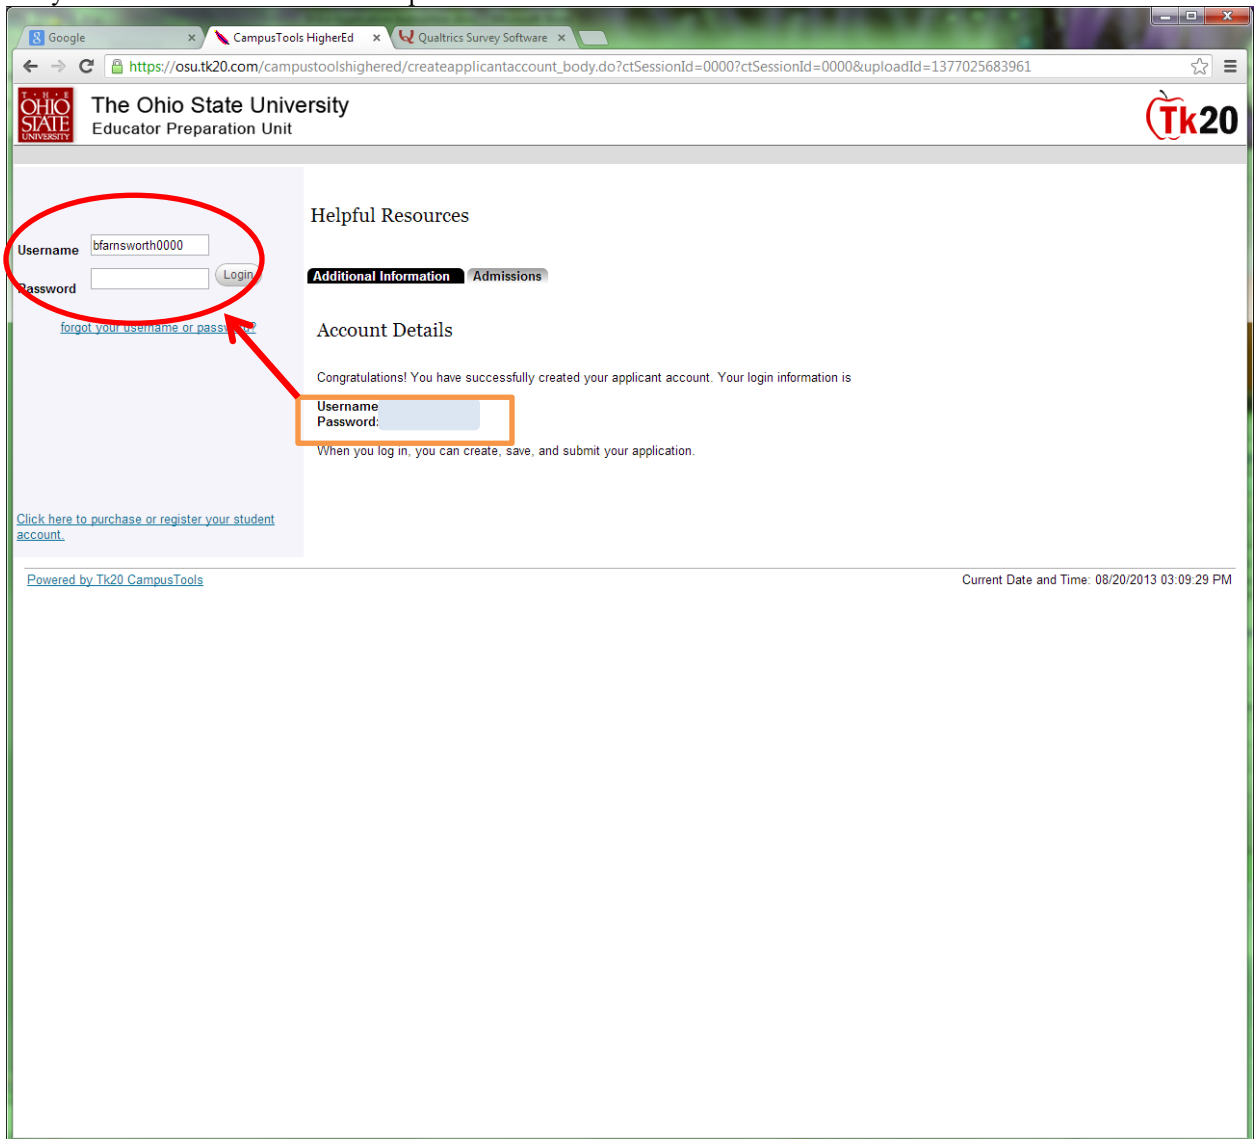 Google
CampusTools HigherEd
Qualtrics Survey Software
https://osu.tk20.com/campustoolshighered/createapplicantaccount_body.do?ctSessionId=0000?ctSessionId=0000&uploadId=1377025683961
T · H · E
OHIO
STATE
UNIVERSITY
The Ohio State University
Educator Preparation Unit
Tk20
Username
bfarnsworth0000
Password
Login
forgot your username or password?
Click here to purchase or register your student
account.
Helpful Resources
Additional Information
Admissions
Account Details
Congratulations! You have successfully created your applicant account. Your login information is
Username
Password:
When you log in, you can create, save, and submit your application.
Powered by Tk20 CampusTools
Current Date and Time: 08/20/2013 03:09:29 PM